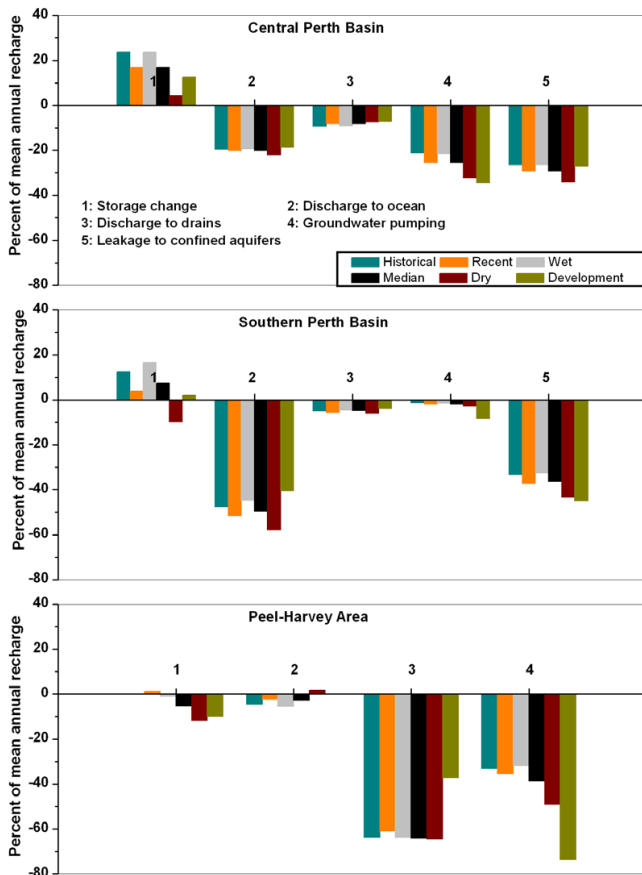 Central Perth Basin
Percent of mean annual recharge
40
20
0
-20
-40
-60
-80
1
2
3
4
5
1: Storage change
2: Discharge to ocean
3: Discharge to drains
4: Groundwater pumping
5: Leakage to confined aquifers
Historical Recent Wet
Median Dry Development
Southern Perth Basin
Percent of mean annual recharge
40
20
0
-20
-40
-60
-80
1
2
3
4
5
Peel-Harvey Area
Percent of mean annual recharge
40
20
0
-20
-40
-60
-80
1
2
3
4